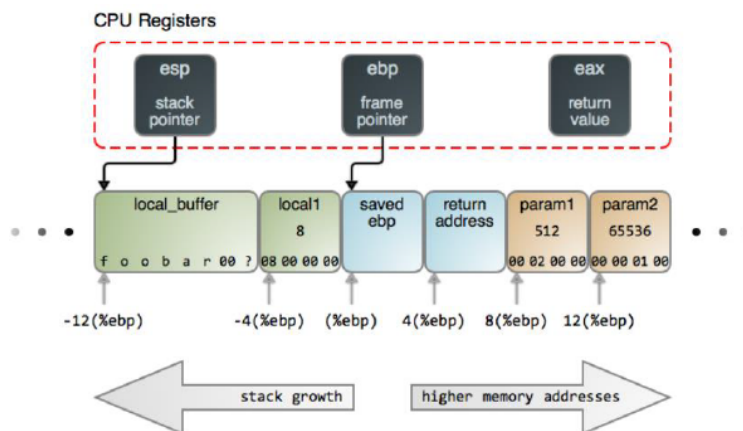 CPU Registers
esp
stack
pointer
ebp
frame
pointer
eax
return
value
local_buffer
f o o b a r 00 ?
local1
8
08 00 00 00
saved
ebp
return
address
param1
512
00 02 00 00
param2
65536
00 00 01 00
-12(%ebp)
-4(%ebp)
(%ebp)
4(%ebp)
8(%ebp)
12(%ebp)
stack growth
higher memory addresses